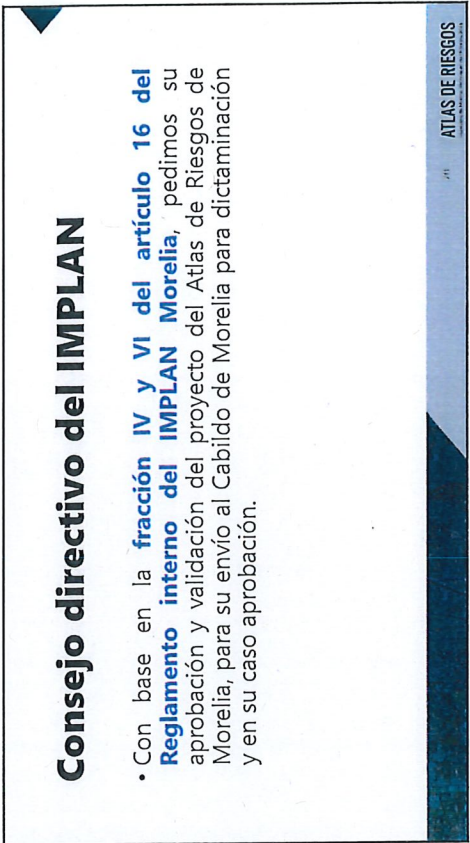 Consejo directivo del IMPLAN
• Con base en la fracción IV y VI del artículo 16 del
Reglamento interno del IMPLAN Morelia, pedimos su
aprobación y validación del proyecto del Atlas de Riesgos de
Morelia, para su envío al Cabildo de Morelia para dictaminación
y en su caso aprobación.
ATLAS DE RIESGOS